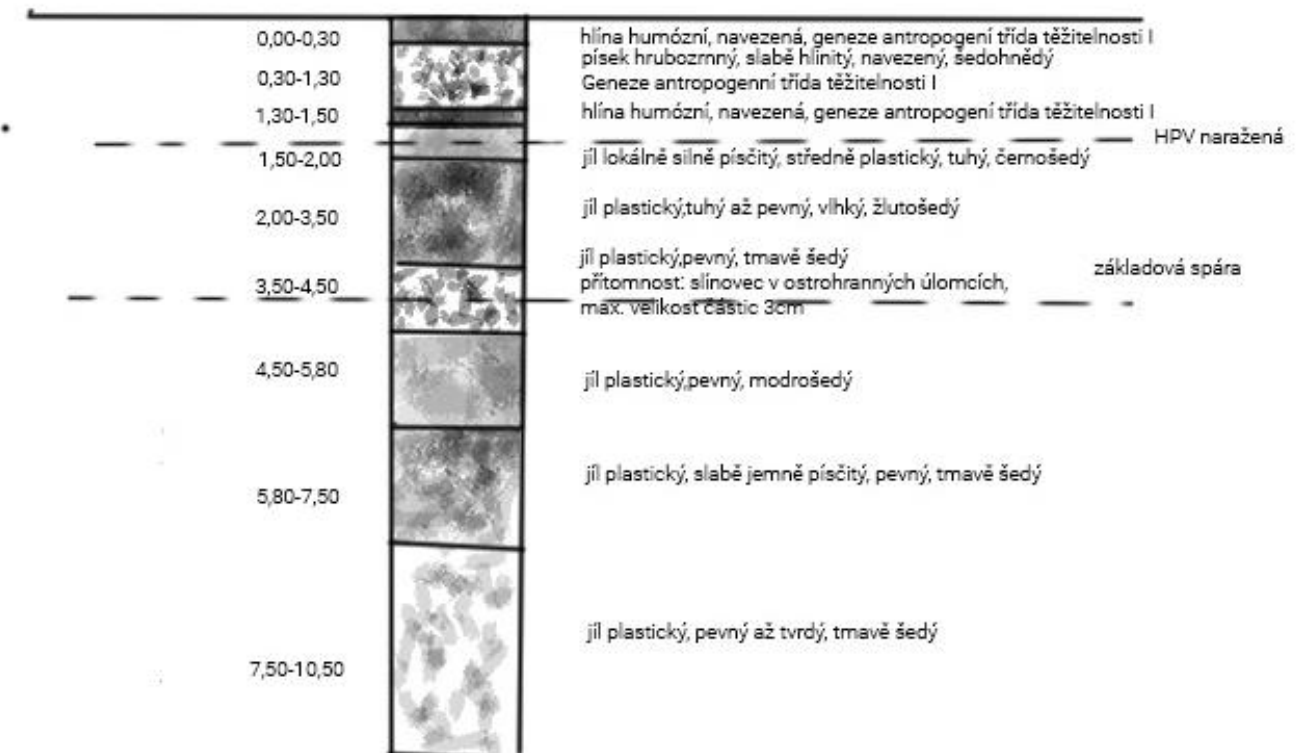 0,00-0,30 hlína humózní, navezená, geneze antropogení třída těžitelnosti I
písek hrubozrnný, slabě hlinitý, navezený, šedohnědý
0,30-1,30 Geneze antropogenní třída těžitelnosti I
1,30-1,50 hlína humózní, navezená, geneze antropogení třída těžitelnosti I
HPV naražená
1,50-2,00 jíl lokálně silně písčitý, středně plastický, tuhý, černošedý
2,00-3,50 jíl plastický,tuhý až pevný, vlhký, žlutošedý
jíl plastický,pevný, tmavě šedý
základová spára
3,50-4,50 přítomnost: slínovec v ostrohranných úlomcích,
max. velikost částic 3cm
4,50-5,80 jíl plastický,pevný, modrošedý
5,80-7,50 jíl plastický, slabě jemně písčitý, pevný, tmavě šedý
7,50-10,50 jíl plastický, pevný až tvrdý, tmavě šedý